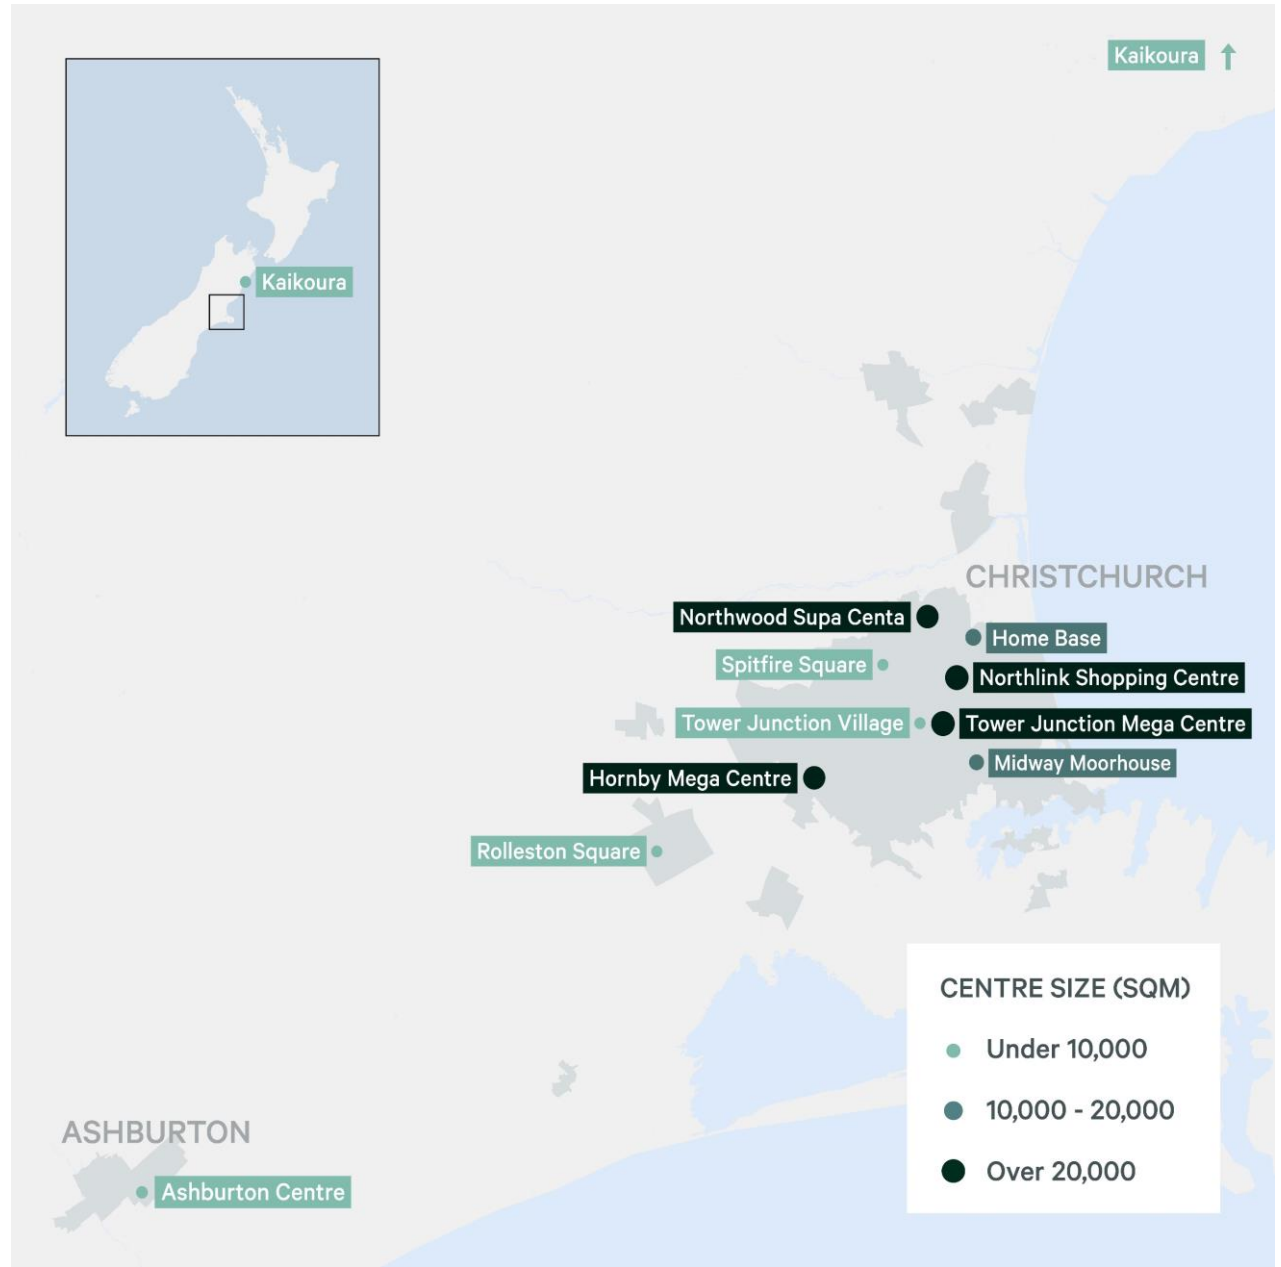 Kaikoura
Kaikoura
CHRISTCHURCH
Northwood Supa Centa
Home Base
Spitfire Square
Northlink Shopping Centre
Tower Junction Village
Tower Junction Mega Centre
Midway Moorhouse
Hornby Mega Centre
Rolleston Square
CENTRE SIZE (SQM)
Under 10,000
10,000 - 20,000
Over 20,000
ASHBURTON
Ashburton Centre